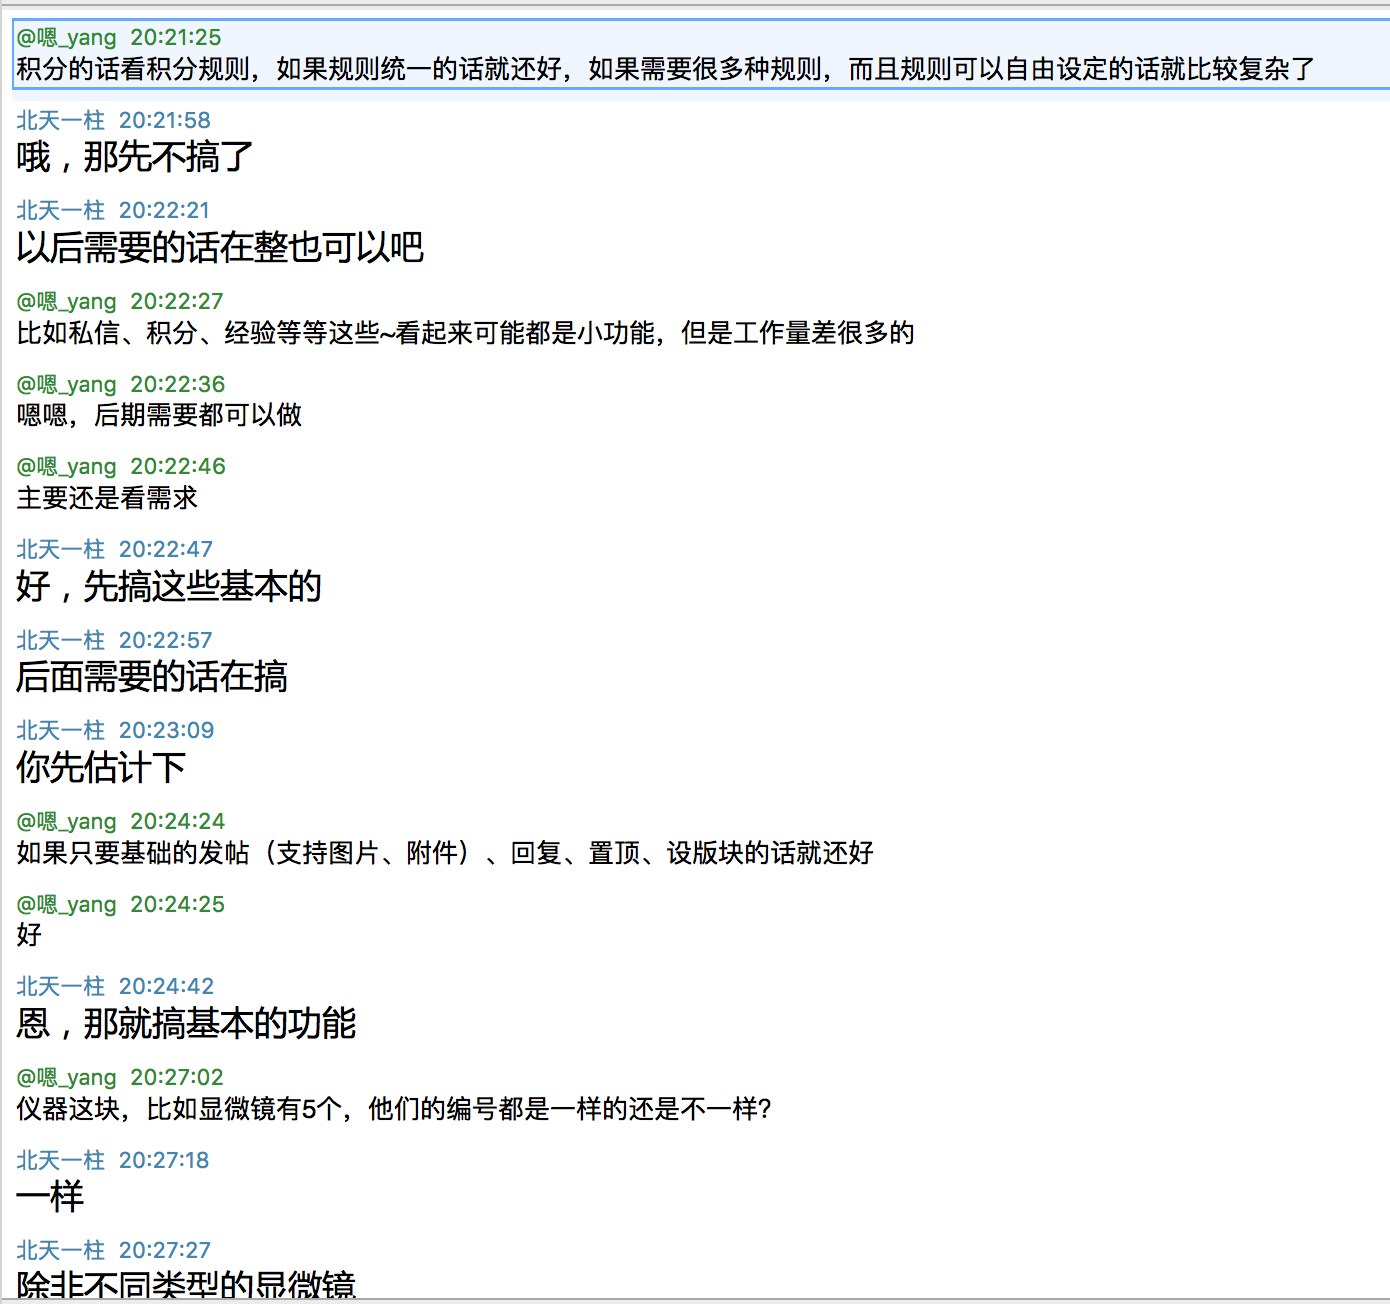 @嗯_yang 20:21:25
积分的话看积分规则，如果规则统一的话就还好，如果需要很多种规则，而且规则可以自由设定的话就比较复杂了
北天一柱 20:21:58
哦，那先不搞了
北天一柱 20:22:21
以后需要的话在整也可以吧
@嗯_yang 20:22:27
比如私信、积分、经验等等这些~看起来可能都是小功能，但是工作量差很多的
@嗯_yang 20:22:36
嗯嗯，后期需要都可以做
@嗯_yang 20:22:46
主要还是看需求
北天一柱 20:22:47
好，先搞这些基本的
北天一柱 20:22:57
后面需要的话在搞
北天一柱 20:23:09
你先估计下
@嗯_yang 20:24:24
如果只要基础的发帖（支持图片、附件）、回复、置顶、设版块的话就还好
@嗯_yang 20:24:25
好
北天一柱 20:24:42
恩，那就搞基本的功能
@嗯_yang 20:27:02
仪器这块，比如显微镜有5个，他们的编号都是一样的还是不一样?
北天一柱 20:27:18
一样
北天一柱 20:27:27
除非不同类型的显微镜